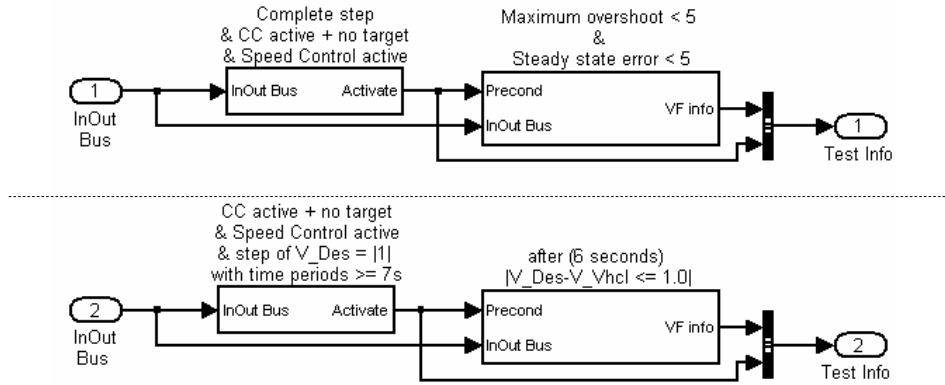 Complete step
& CC active + no target
& Speed Control active
Maximum overshoot < 5
&
Steady state error < 5
1
InOut
Bus
InOut Bus
Activate
Precond
InOut Bus
VF info
1
Test Info
CC active + no target
& Speed Control active
& step of V_Des = |1|
with time periods >= 7s
after (6 seconds)
|V_Des-V_Vhcl <= 1.0|
2
InOut
Bus
InOut Bus
Activate
Precond
InOut Bus
VF info
2
Test Info